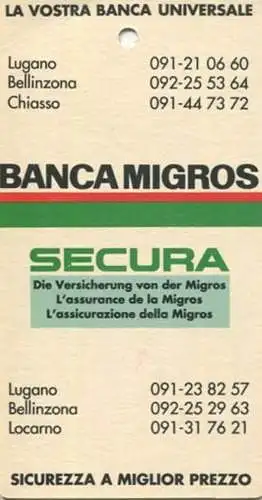 LA VOSTRA BANCA UNIVERSALE
Lugano 091-21 06 60
Bellinzona 092-25 53 64
Chiasso 091-44 73 72
BANCA MIGROS
SECURA
Die Versicherung von der Migros
L'assurance de la Migros
L'assicurazione della Migros
Lugano 091-23 82 57
Bellinzona 092-25 29 63
Locarno 091-31 76 21
SICUREZZA A MIGLIOR PREZZO